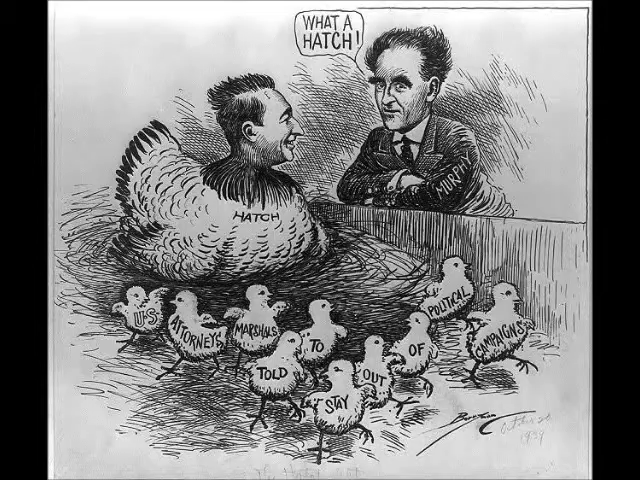 WHAT A
HATCH!
MURPHY
HATCH
U·S·
ATTORNEYS
MARSHALS
TOLD
TO
STAY
OUT
OF
POLITICAL
CAMPAIGNS
1939